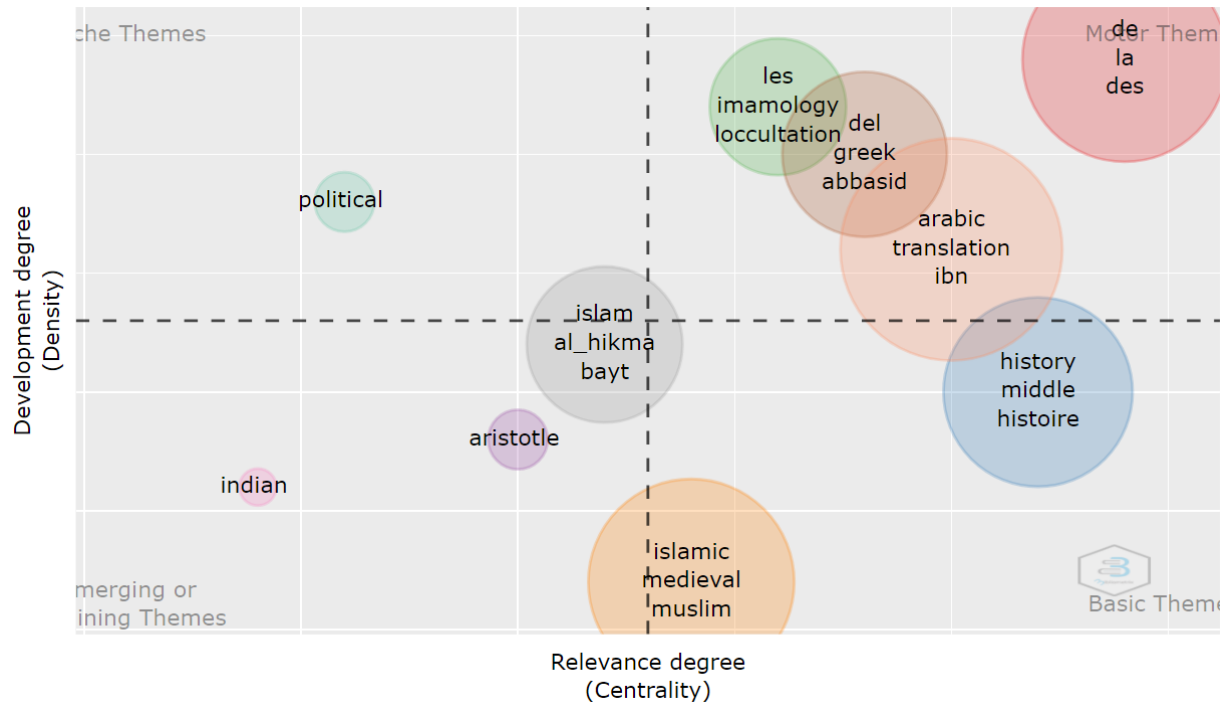 che Themes
Motor Them
de
la
des
les
imamology
loccultation
del
greek
abbasid
political
arabic
translation
ibn
islam
al_hikma
bayt
history
middle
histoire
aristotle
indian
islamic
medieval
muslim
merging or
ining Themes
Basic Theme
Development degree
(Density)
Relevance degree
(Centrality)